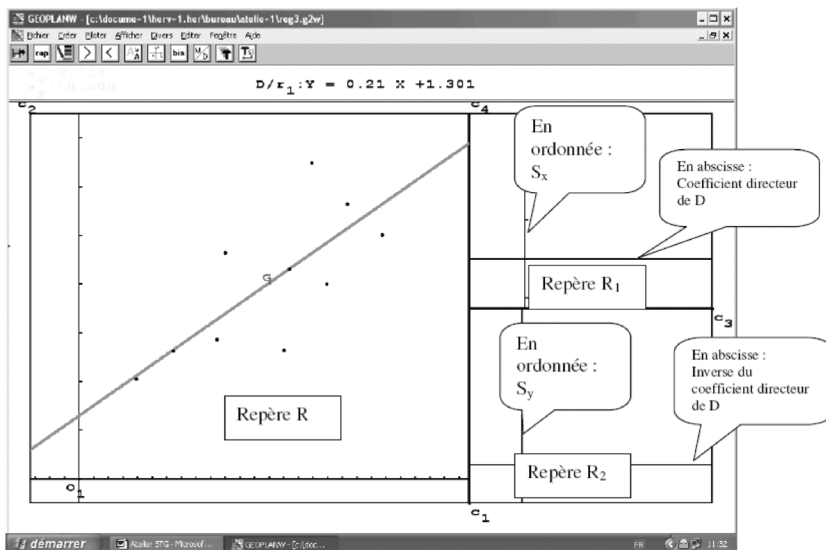 GEOPLANW - [c:\docume~1\herv~1.her\bureau\atelie~1\reg3.g2w]
Fichier Créer Piloter Afficher Divers Editer Fenêtre Aide
rap
bis
D/r1:Y = 0.21 X +1.301
c2
c4
En
ordonnée :
Sx
En abscisse :
Coefficient directeur
de D
G
Repère R1
c3
En
ordonnée :
Sy
En abscisse :
Inverse du
coefficient directeur
de D
Repère R
Repère R2
o1
c1
démarrer
Atelier STG - Microsof...
GEOPLANW - [c:\doc...
FR
11:32